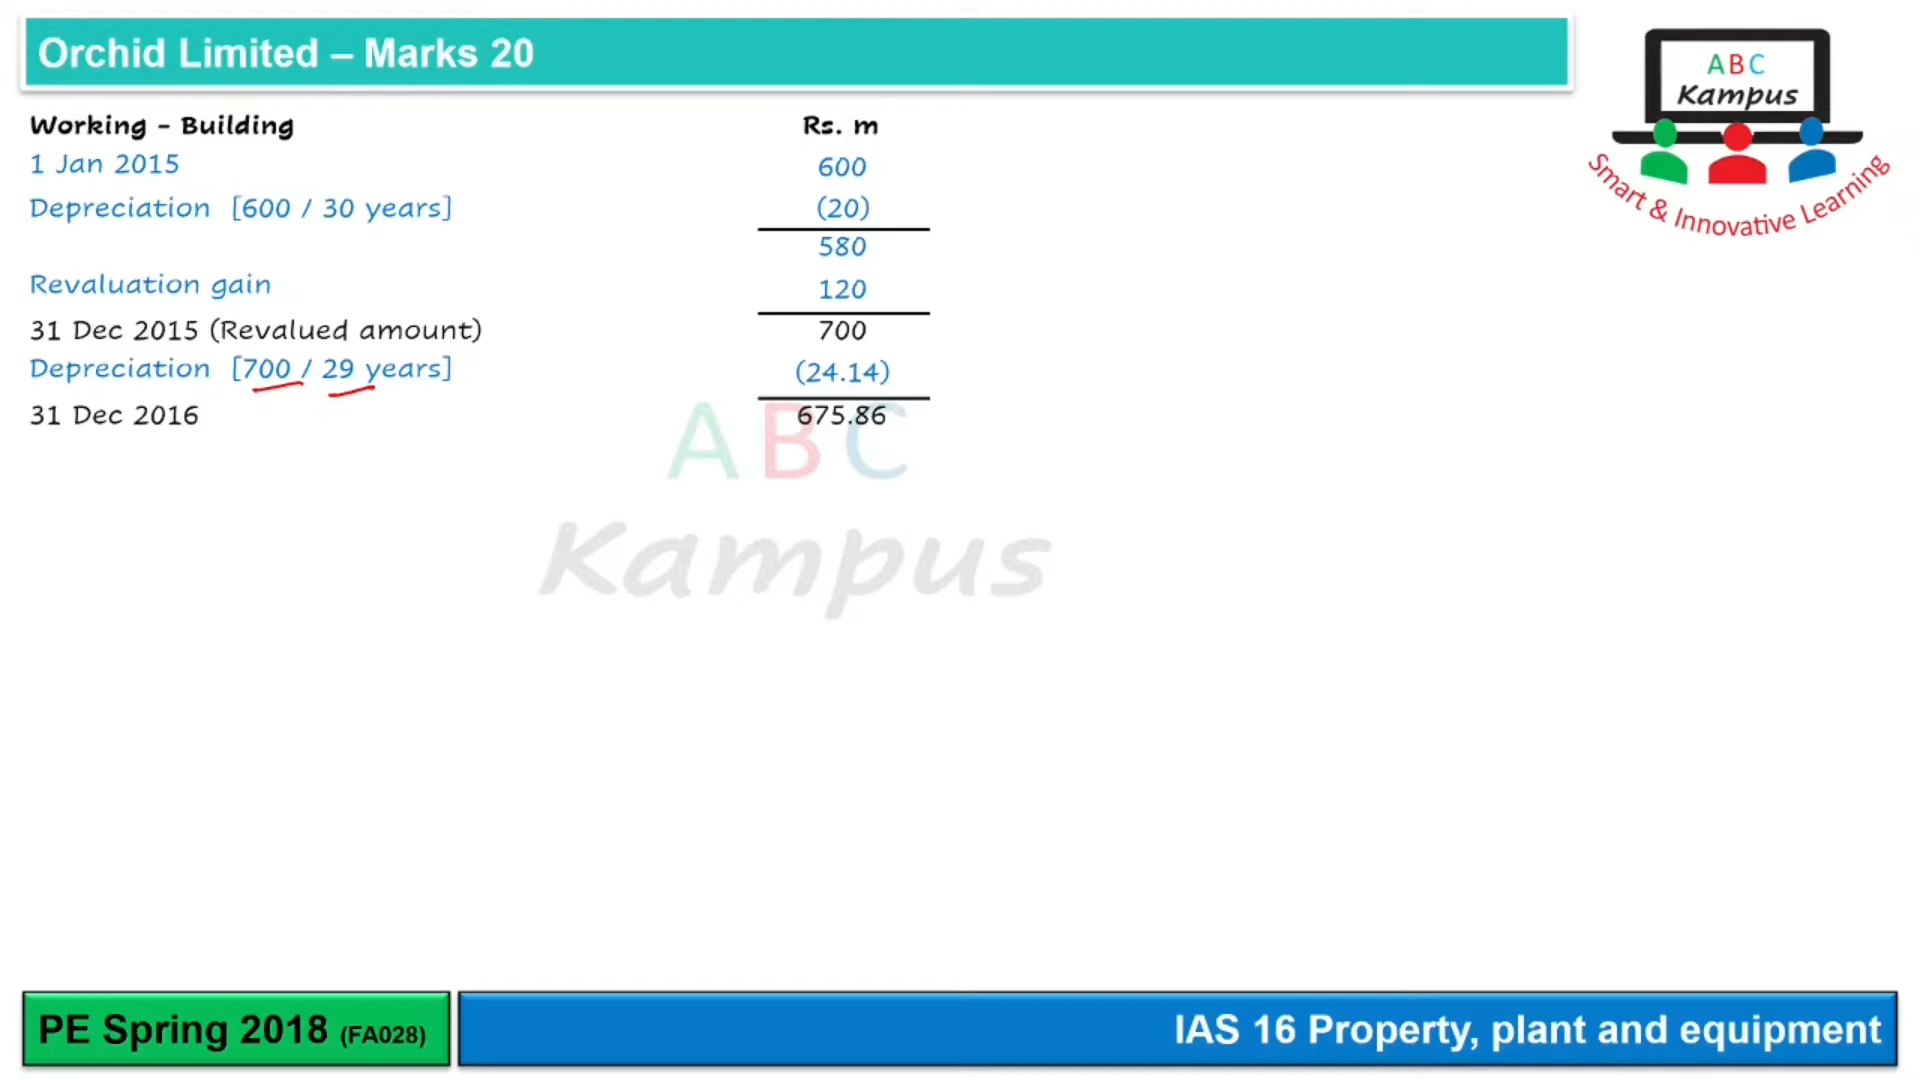 Orchid Limited – Marks 20
A B C
Kampus
Smart & Innovative Learning
Working – Building Rs. m
1 Jan 2015 600
Depreciation [600 / 30 years] (20)
580
Revaluation gain 120
31 Dec 2015 (Revalued amount) 700
Depreciation [700 / 29 years] (24.14)
31 Dec 2016 675.86
A B C
Kampus
PE Spring 2018 (FA028)
IAS 16 Property, plant and equipment